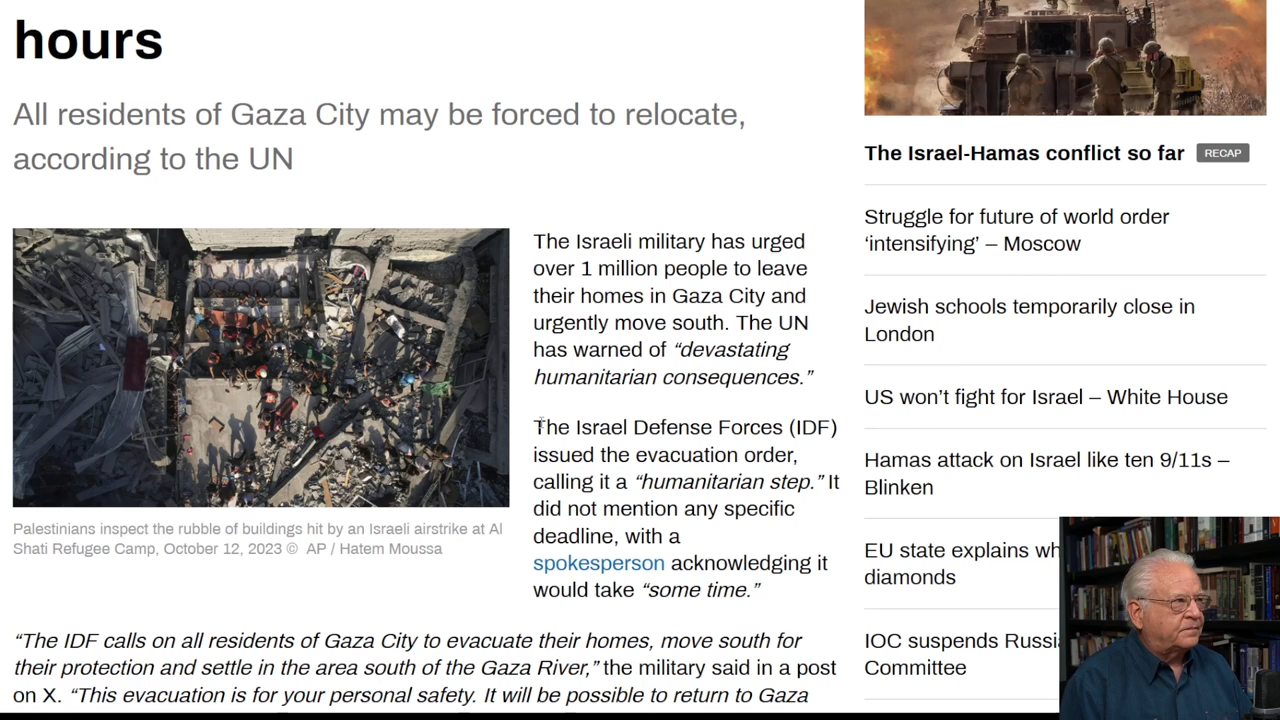 hours
All residents of Gaza City may be forced to relocate,
according to the UN
The Israeli military has urged
over 1 million people to leave
their homes in Gaza City and
urgently move south. The UN
has warned of “devastating
humanitarian consequences.”
The Israel Defense Forces (IDF)
issued the evacuation order,
calling it a “humanitarian step.” It
did not mention any specific
deadline, with a
spokesperson acknowledging it
would take “some time.”
Palestinians inspect the rubble of buildings hit by an Israeli airstrike at Al
Shati Refugee Camp, October 12, 2023 © AP / Hatem Moussa
“The IDF calls on all residents of Gaza City to evacuate their homes, move south for
their protection and settle in the area south of the Gaza River,” the military said in a post
on X. “This evacuation is for your personal safety. It will be possible to return to Gaza
The Israel-Hamas conflict so far RECAP
Struggle for future of world order
‘intensifying’ – Moscow
Jewish schools temporarily close in
London
US won’t fight for Israel – White House
Hamas attack on Israel like ten 9/11s –
Blinken
EU state explains
diamonds
IOC suspends
Committee